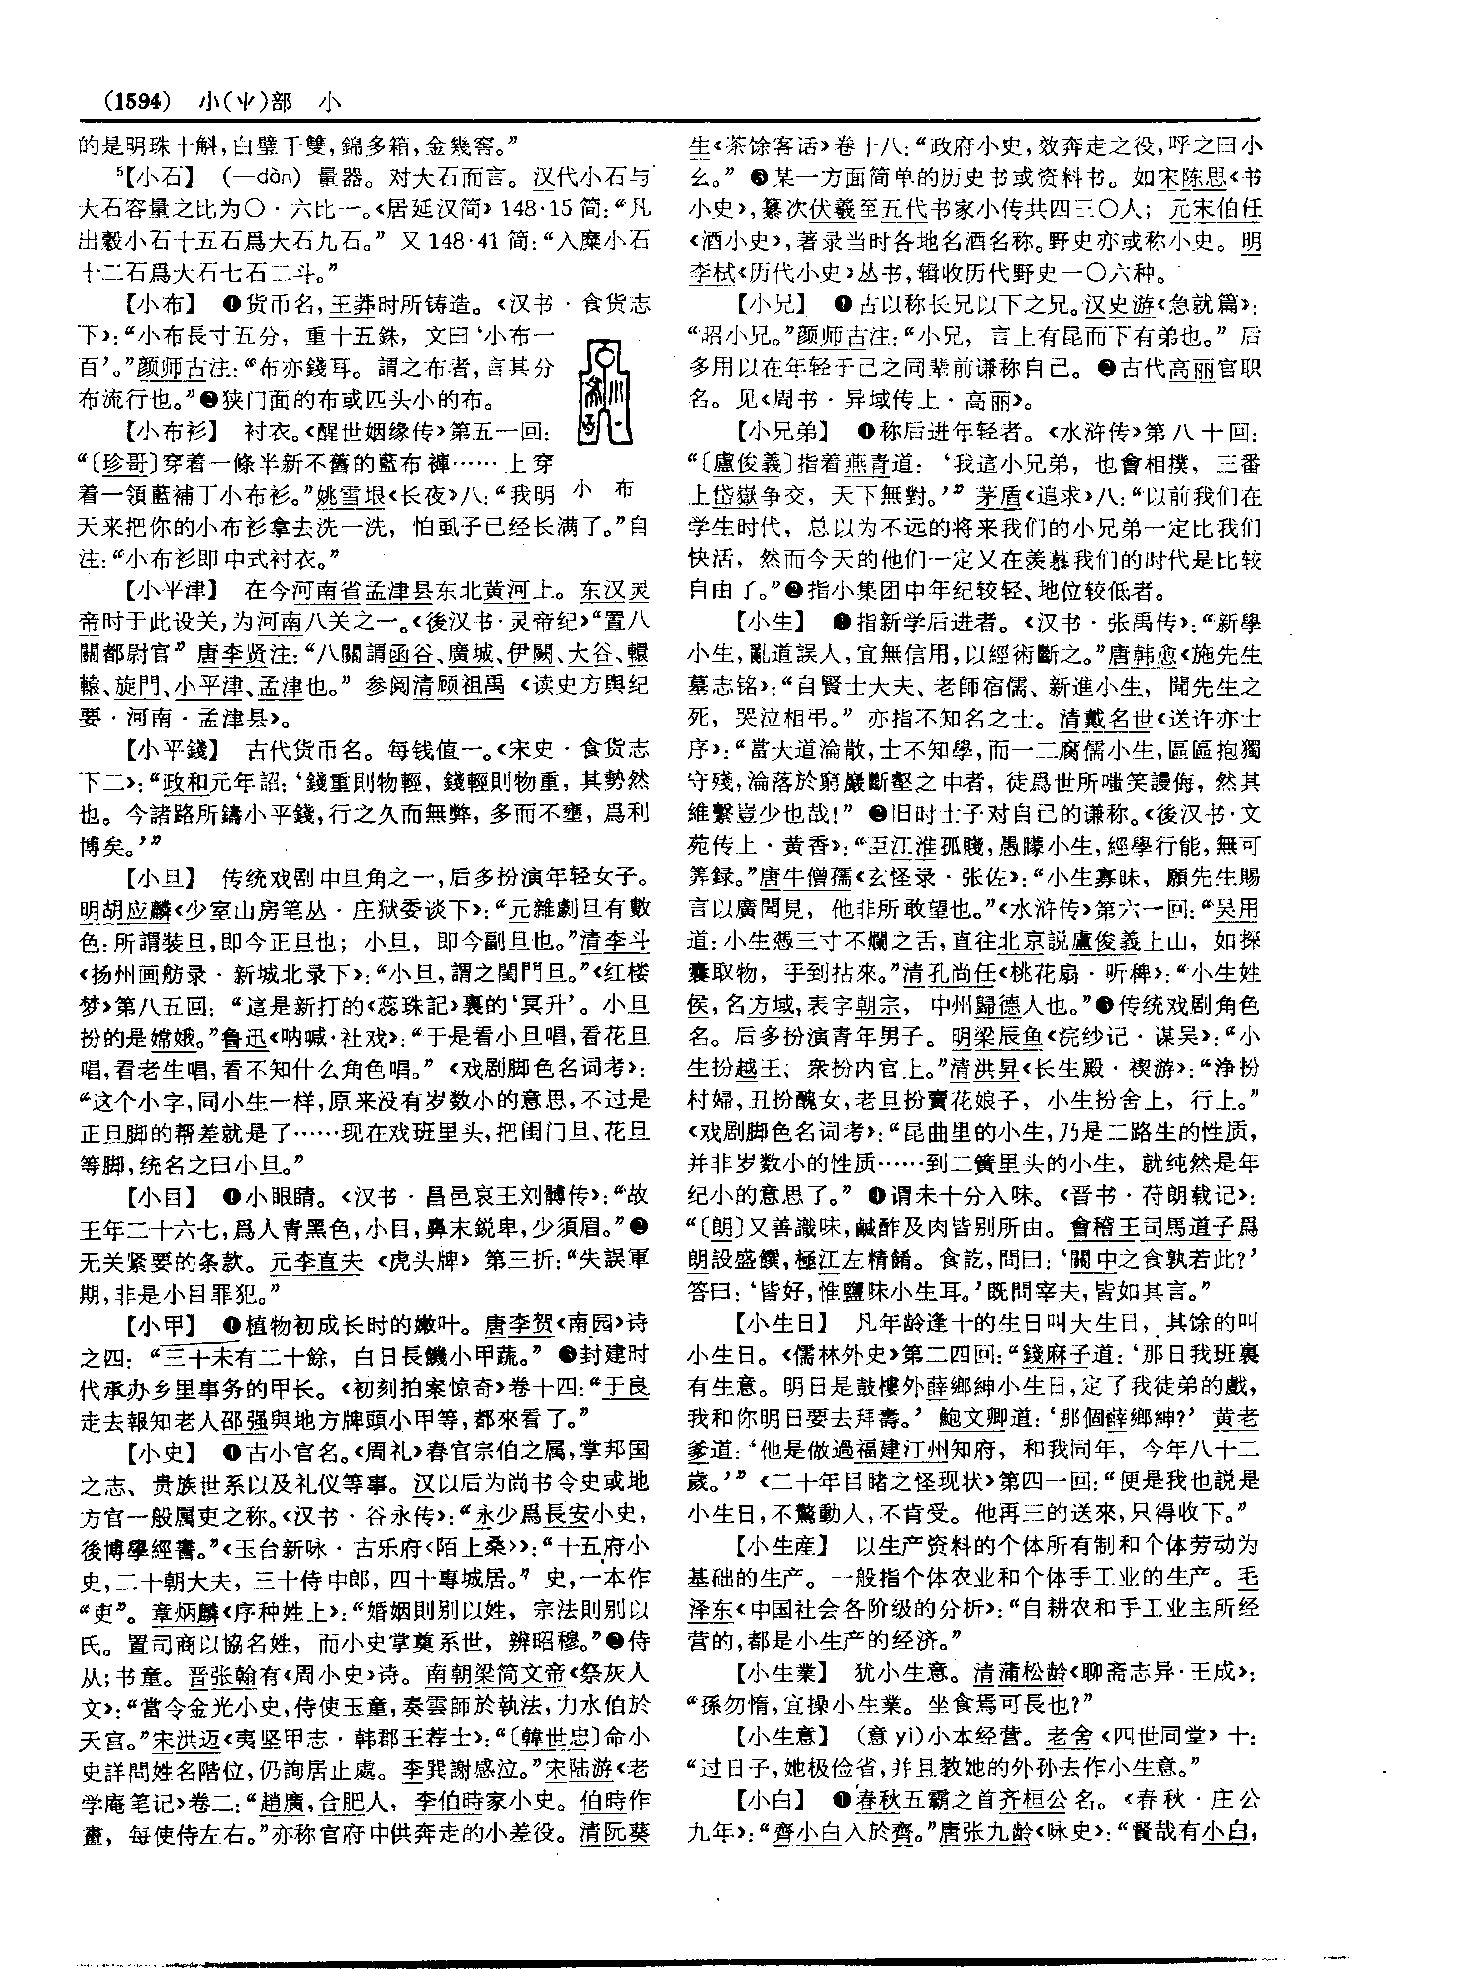 (1594) 小(⺌)部 小
的是明珠十斛,白璧千雙,錦多箱,金幾窖。”
⁵【小石】 (—dàn) 量器。对大石而言。汉代小石与
大石容量之比为〇·六比一。《居延汉简》148·15简:“凡
出穀小石十五石爲大石九石。” 又148·41简:“入糜小石
十二石爲大石七石二斗。”
【小布】 ❶货币名,王莽时所铸造。《汉书·食货志
下》:“小布長寸五分,重十五銖,文曰‘小布一
百’。”颜师古注:“布亦錢耳。謂之布者,言其分
布流行也。”❷狭门面的布或匹头小的布。
【小布衫】 衬衣。《醒世姻缘传》第五一回:
“〔珍哥〕穿着一條半新不舊的藍布褲……上穿
着一領藍補丁小布衫。”姚雪垠《长夜》八:“我明
小 布
天来把你的小布衫拿去洗一洗,怕虱子已经长满了。”自
注:“小布衫即中式衬衣。”
【小平津】 在今河南省孟津县东北黄河上。东汉灵
帝时于此设关,为河南八关之一。《後汉书·灵帝纪》“置八
關都尉官” 唐李贤注:“八關謂函谷、廣城、伊闕、大谷、轘
轅、旋門、小平津、孟津也。” 参阅清顾祖禹《读史方舆纪
要·河南·孟津县》。
【小平錢】 古代货币名。每钱值一。《宋史·食货志
下二》:“政和元年詔:‘錢重則物輕,錢輕則物重,其勢然
也。今諸路所鑄小平錢,行之久而無弊,多而不壅,爲利
博矣。’”
【小旦】 传统戏剧中旦角之一,后多扮演年轻女子。
明胡应麟《少室山房笔丛·庄狱委谈下》:“元雜劇旦有數
色:所謂裝旦,即今正旦也;小旦,即今副旦也。”清李斗
《扬州画舫录·新城北录下》:“小旦,謂之閨門旦。”《红楼
梦》第八五回:“這是新打的《蕊珠記》裏的‘冥升’。小旦
扮的是嫦娥。”鲁迅《呐喊·社戏》:“于是看小旦唱,看花旦
唱,看老生唱,看不知什么角色唱。”《戏剧脚色名词考》:
“这个小字,同小生一样,原来没有岁数小的意思,不过是
正旦脚的帮差就是了……现在戏班里头,把闺门旦、花旦
等脚,统名之曰小旦。”
【小目】 ❶小眼睛。《汉书·昌邑哀王刘髆传》:“故
王年二十六七,爲人青黑色,小目,鼻末鋭卑,少須眉。”❷
无关紧要的条款。元李直夫《虎头牌》第三折:“失誤軍
期,非是小目罪犯。”
【小甲】 ❶植物初成长时的嫩叶。唐李贺《南园》诗
之四:“三十未有二十餘,白日長饑小甲蔬。” ❷封建时
代承办乡里事务的甲长。《初刻拍案惊奇》卷十四:“于良
走去報知老人邵强與地方牌頭小甲等,都來看了。”
【小史】 ❶古小官名。《周礼》春官宗伯之属,掌邦国
之志、贵族世系以及礼仪等事。汉以后为尚书令史或地
方官一般属吏之称。《汉书·谷永传》:“永少爲長安小史,
後博學經書。”《玉台新咏·古乐府〈陌上桑〉》:“十五府小
史,二十朝大夫,三十侍中郎,四十專城居。” 史,一本作
“吏”。章炳麟《序种姓上》:“婚姻則别以姓,宗法則别以
氏。置司商以協名姓,而小史掌奠系世,辨昭穆。”❷侍
从;书童。晋张翰有《周小史》诗。南朝梁简文帝《祭灰人
文》:“當令金光小史,侍使玉童,奏雲師於執法,力水伯於
天宫。”宋洪迈《夷坚甲志·韩郡王荐士》:“〔韓世忠〕命小
史詳問姓名階位,仍詢居止處。李巽謝感泣。”宋陆游《老
学庵笔记》卷二:“趙廣,合肥人,李伯時家小史。伯時作
畫,每使侍左右。”亦称官府中供奔走的小差役。清阮葵
生《茶馀客话》卷十八:“政府小史,效奔走之役,呼之曰小
幺。” ❸某一方面简单的历史书或资料书。如宋陈思《书
小史》,纂次伏羲至五代书家小传共四三〇人;元宋伯仁
《酒小史》,著录当时各地名酒名称。野史亦或称小史。明
李栻《历代小史》丛书,辑收历代野史一〇六种。
【小兄】 ❶古以称长兄以下之兄。汉史游《急就篇》:
“昭小兄。”颜师古注:“小兄,言上有昆而下有弟也。” 后
多用以在年轻于己之同辈前谦称自己。❷古代高丽官职
名。见《周书·异域传上·高丽》。
【小兄弟】 ❶称后进年轻者。《水浒传》第八十回:
“〔盧俊義〕指着燕青道:‘我這小兄弟,也會相撲,三番
上岱嶽争交,天下無對。’” 茅盾《追求》八:“以前我们在
学生时代,总以为不远的将来我们的小兄弟一定比我们
快活,然而今天的他们一定又在羡慕我们的时代是比较
自由了。”❷指小集团中年纪较轻、地位较低者。
【小生】 ❶指新学后进者。《汉书·张禹传》:“新學
小生,亂道誤人,宜無信用,以經術斷之。”唐韩愈《施先生
墓志铭》:“自賢士大夫、老師宿儒、新進小生,聞先生之
死,哭泣相弔。” 亦指不知名之士。清戴名世《送许亦士
序》:“當大道淪散,士不知學,而一二腐儒小生,區區抱獨
守殘,淪落於窮巖斷壑之中者,徒爲世所嗤笑謾侮,然其
維繫豈少也哉!” ❷旧时士子对自己的谦称。《後汉书·文
苑传上·黄香》:“臣江淮孤賤,愚矇小生,經學行能,無可
筭録。”唐牛僧孺《玄怪录·张佐》:“小生寡昧,願先生賜
言以廣聞見,他非所敢望也。”《水浒传》第六一回:“吴用
道:小生憑三寸不爛之舌,直往北京説盧俊義上山,如探
囊取物,手到拈來。”清孔尚任《桃花扇·听稗》:“小生姓
侯,名方域,表字朝宗,中州歸德人也。”❸传统戏剧角色
名。后多扮演青年男子。明梁辰鱼《浣纱记·谋吴》:“小
生扮越王;衆扮内官上。”清洪昇《长生殿·禊游》:“净扮
村婦,丑扮醜女,老旦扮賣花娘子,小生扮舍上,行上。”
《戏剧脚色名词考》:“昆曲里的小生,乃是二路生的性质,
并非岁数小的性质……到二簧里头的小生,就纯然是年
纪小的意思了。” ❹谓未十分入味。《晋书·苻朗载记》:
“〔朗〕又善識味,鹹酢及肉皆别所由。會稽王司馬道子爲
朗設盛饌,極江左精餚。食訖,問曰:‘關中之食孰若此?’
答曰:‘皆好,惟鹽味小生耳。’既問宰夫,皆如其言。”
【小生日】 凡年龄逢十的生日叫大生日,其馀的叫
小生日。《儒林外史》第二四回:“錢麻子道:‘那日我班裏
有生意。明日是鼓樓外薛鄉紳小生日,定了我徒弟的戲,
我和你明日要去拜壽。’ 鮑文卿道:‘那個薛鄉紳?’ 黄老
爹道:‘他是做過福建汀州知府,和我同年,今年八十二
歲。’”《二十年目睹之怪现状》第四一回:“便是我也説是
小生日,不驚動人,不肯受。他再三的送來,只得收下。”
【小生産】 以生产资料的个体所有制和个体劳动为
基础的生产。一般指个体农业和个体手工业的生产。毛
泽东《中国社会各阶级的分析》:“自耕农和手工业主所经
营的,都是小生产的经济。”
【小生業】 犹小生意。清蒲松龄《聊斋志异·王成》:
“孫勿惰,宜操小生業。坐食焉可長也?”
【小生意】 (意yì)小本经营。老舍《四世同堂》十:
“过日子,她极俭省,并且教她的外孙去作小生意。”
【小白】 ❶春秋五霸之首齐桓公名。《春秋·庄公
九年》:“齊小白入於齊。”唐张九龄《咏史》:“賢哉有小白,